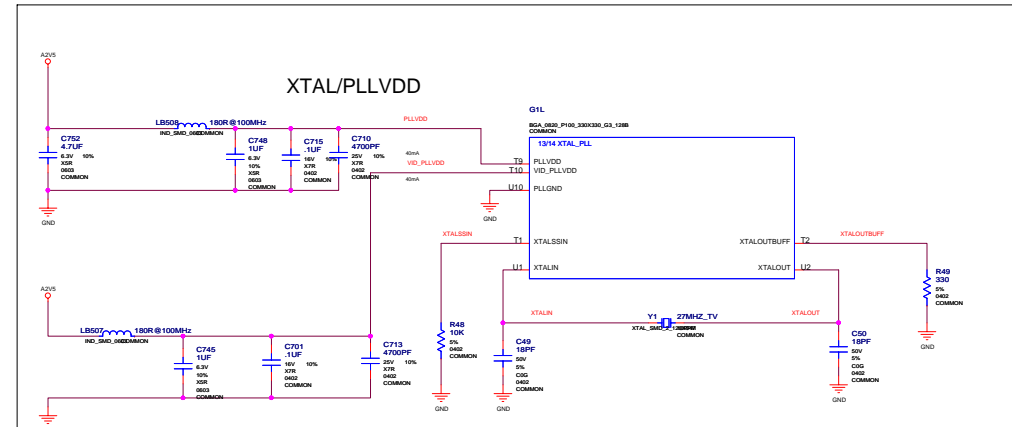 XTAL/PLLVDD
A2V5
LB508 180R@100MHz
IND_SMD_0603 COMMON
C752
4.7UF
6.3V 10%
X5R
0603
COMMON
GND
C748
1UF
6.3V
10%
X5R
0603
COMMON
C715
.1UF
16V 10%
X7R
0402
COMMON
C710
4700PF
25V 10%
X7R
0402
COMMON
PLLVDD
40mA
VID_PLLVDD
40mA
G1L
BGA_0820_P100_330X330_G3_128B
COMMON
13/14 XTAL_PLL
T9 PLLVDD
T10 VID_PLLVDD
U10 PLLGND
GND
XTALSSIN
T1 XTALSSIN
U1 XTALIN
XTALOUTBUFF T2
XTALOUTBUFF
XTALOUT U2
R49
330
5%
0402
COMMON
GND
A2V5
LB507 180R@100MHz
IND_SMD_0603 COMMON
C745
1UF
6.3V
10%
X5R
0603
COMMON
C701
.1UF
16V 10%
X7R
0402
COMMON
C713
4700PF
25V 10%
X7R
0402
COMMON
R48
10K
5%
0402
COMMON
GND
XTALIN
Y1 27MHZ_TV
COMMON
XTALOUT
C49
18PF
50V
5%
C0G
0402
COMMON
GND
C50
18PF
50V
5%
C0G
0402
COMMON
GND